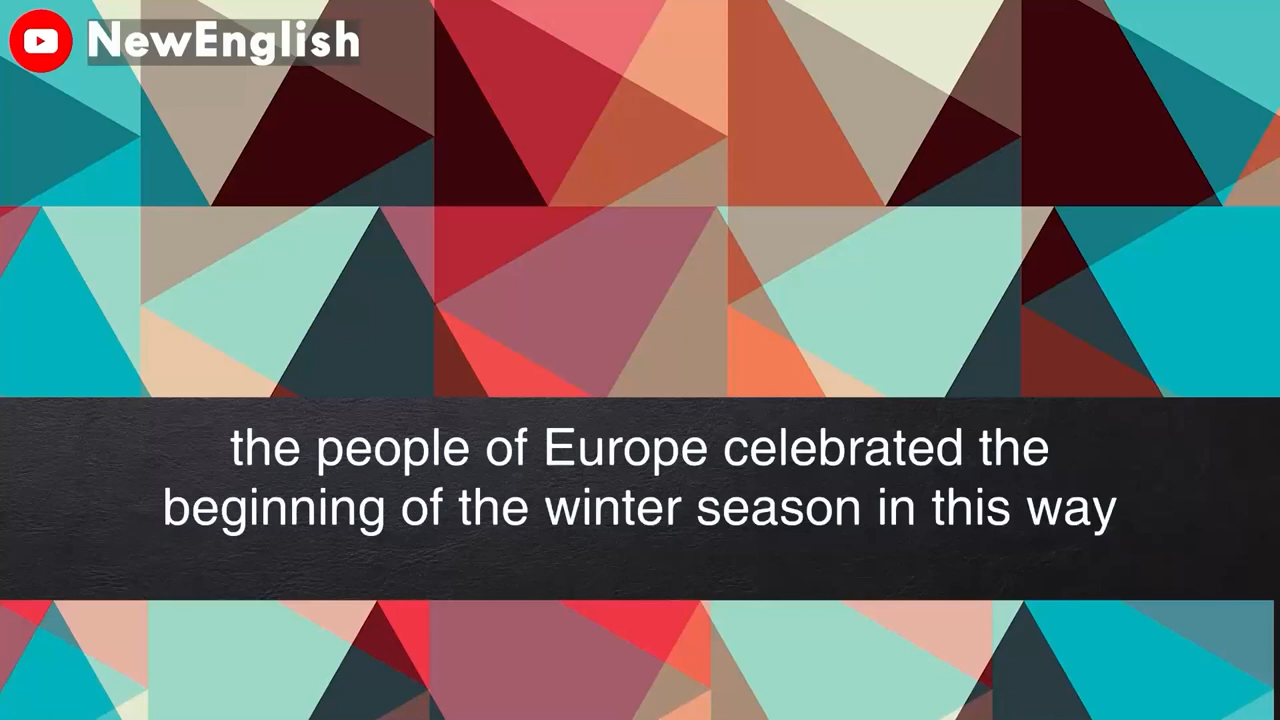 NewEnglish
the people of Europe celebrated the
beginning of the winter season in this way